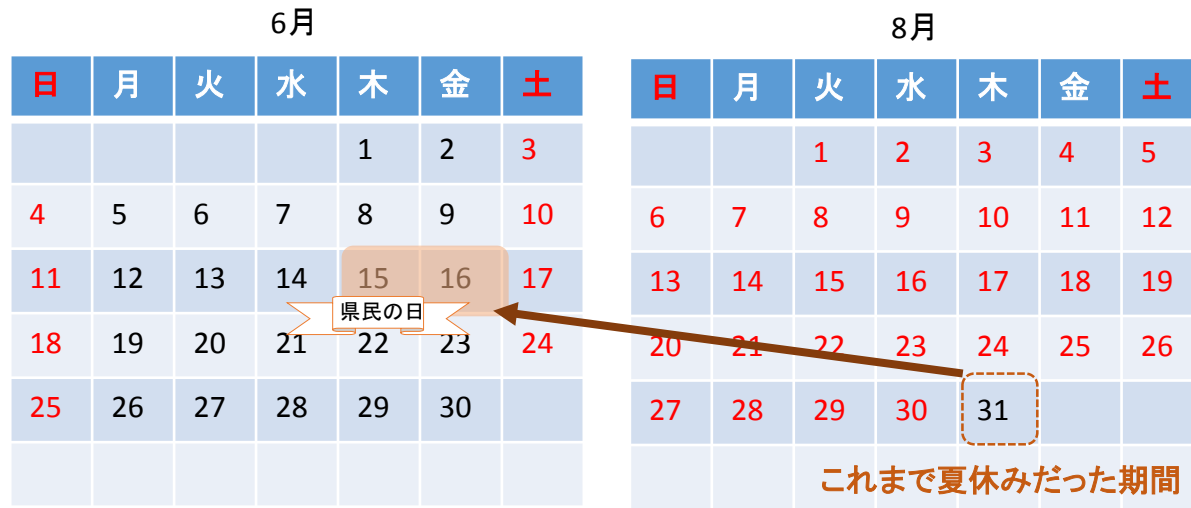 6月
日 月 火 水 木 金 土
1 2 3
4 5 6 7 8 9 10
11 12 13 14 15 16 17
県民の日
18 19 20 21 22 23 24
25 26 27 28 29 30
8月
日 月 火 水 木 金 土
1 2 3 4 5
6 7 8 9 10 11 12
13 14 15 16 17 18 19
20 21 22 23 24 25 26
27 28 29 30 31
これまで夏休みだった期間